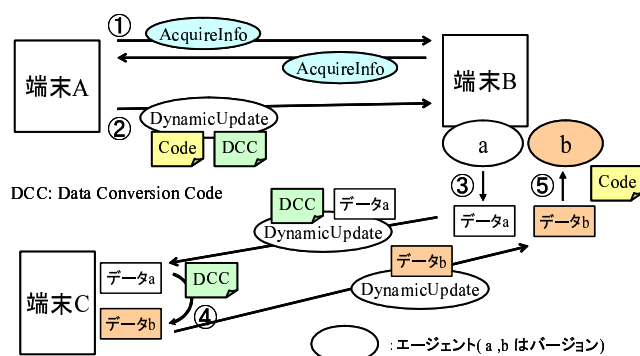 ①
AcquireInfo
端末A
AcquireInfo
端末B
②
DynamicUpdate
Code
DCC
a
b
DCC: Data Conversion Code
③
⑤
Code
DCC
データa
データa
データb
DynamicUpdate
データb
データa
DCC
DynamicUpdate
端末C
データb
④
:エージェント( a ,b はバージョン)